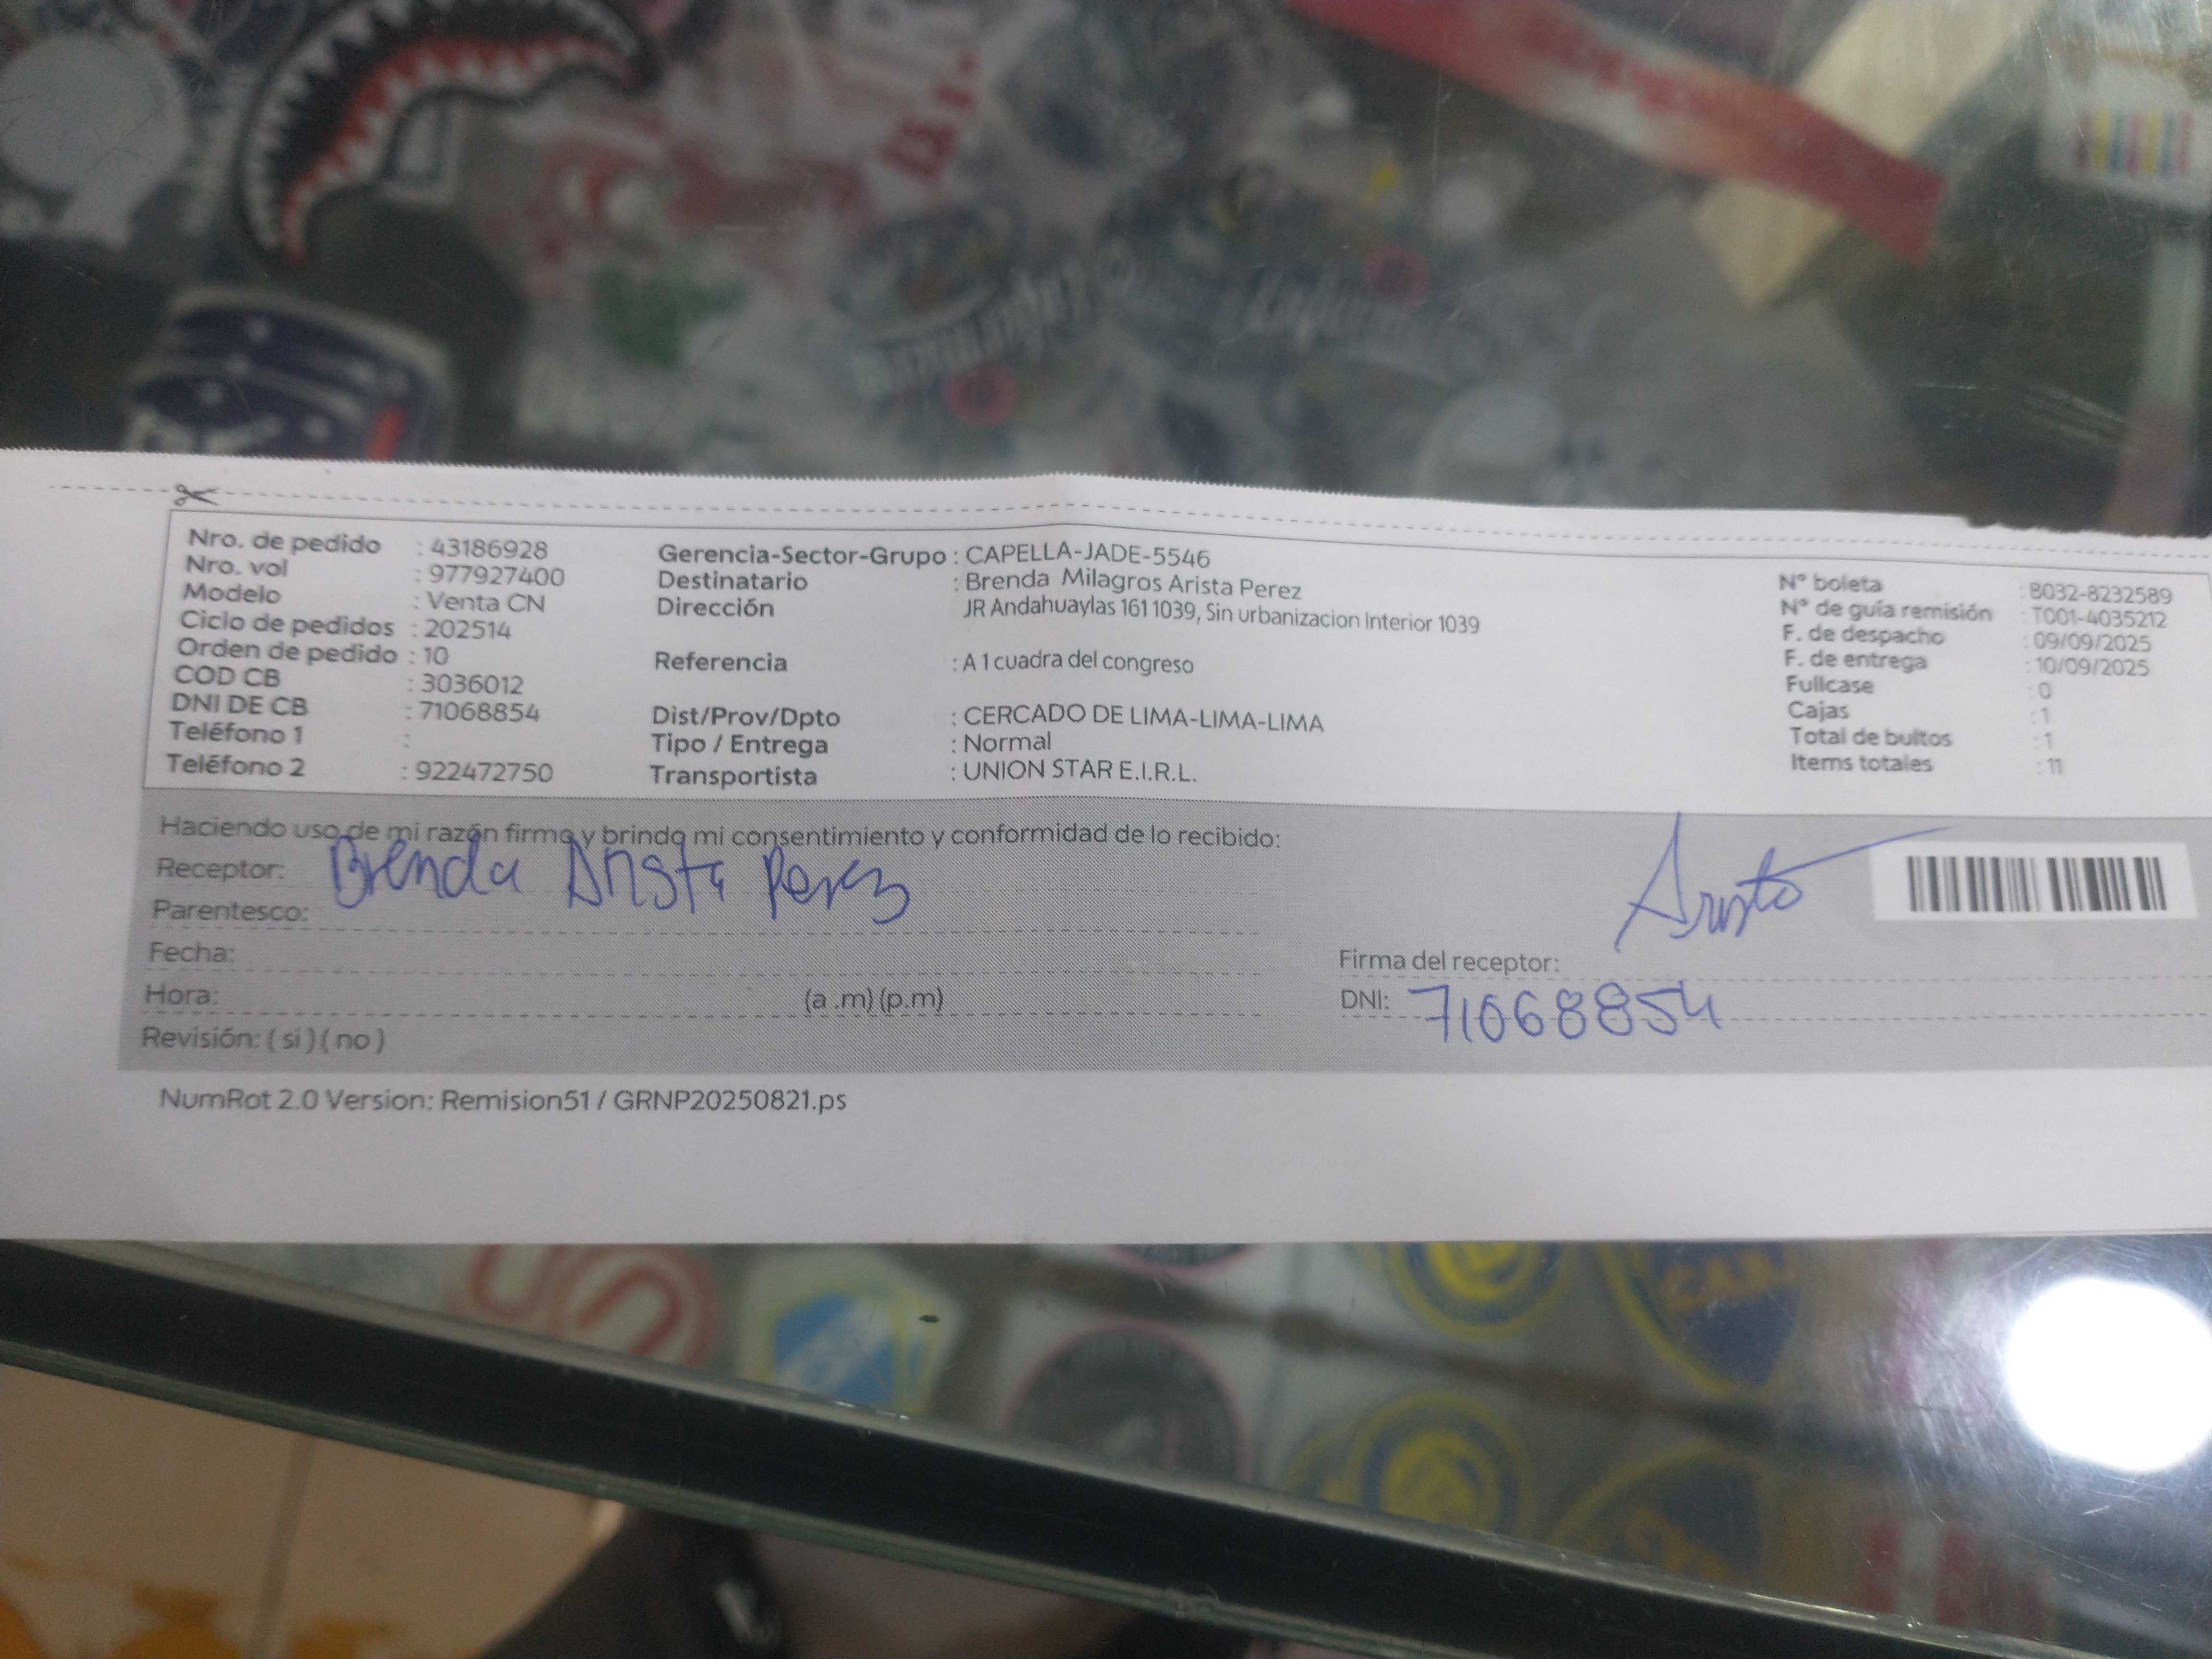 Nro. de pedido : 43186928
Nro. vol : 977927400
Modelo : Venta CN
Ciclo de pedidos : 202514
Orden de pedido : 10
COD CB : 3036012
DNI DE CB : 71068854
Teléfono 1 :
Teléfono 2 : 922472750
Gerencia-Sector-Grupo : CAPELLA-JADE-5546
Destinatario : Brenda Milagros Arista Perez
Dirección JR Andahuaylas 161 1039, Sin urbanizacion Interior 1039
Referencia : A 1 cuadra del congreso
Dist/Prov/Dpto : CERCADO DE LIMA-LIMA-LIMA
Tipo / Entrega : Normal
Transportista : UNION STAR E.I.R.L.
N° boleta : B032-8232589
N° de guía remisión : T001-4035212
F. de despacho : 09/09/2025
F. de entrega : 10/09/2025
Fullcase : 0
Cajas : 1
Total de bultos : 1
Items totales : 11
Haciendo uso de mi razón firmo y brindo mi consentimiento y conformidad de lo recibido:
Receptor: Brenda Arista Perez
Parentesco:
Fecha:
Hora: (a .m) (p.m)
Revisión: ( si ) ( no )
Arista
Firma del receptor:
DNI: 71068854
NumRot 2.0 Version: Remision51 / GRNP20250821.ps